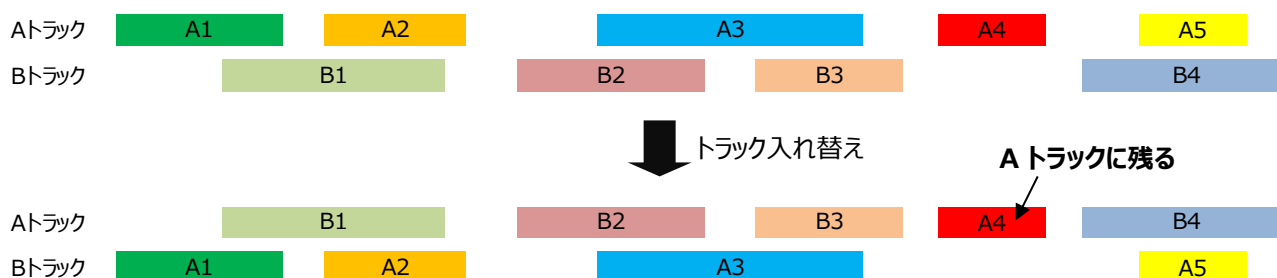 Aトラック A1 A2 A3 A4 A5
Bトラック B1 B2 B3 B4
トラック入れ替え
A トラックに残る
Aトラック B1 B2 B3 A4 B4
Bトラック A1 A2 A3 A5